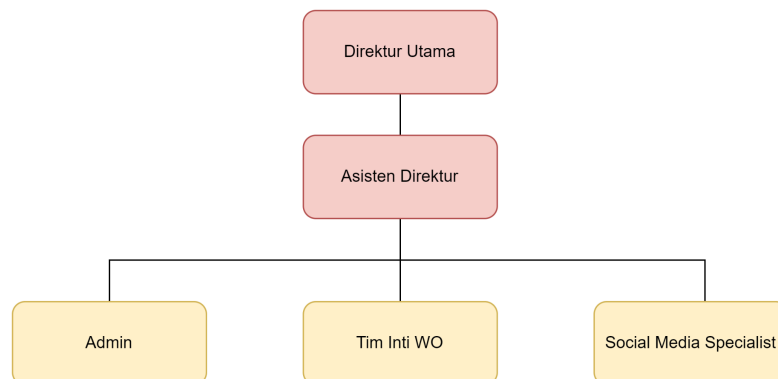 Direktur Utama
Asisten Direktur
Admin
Tim Inti WO
Social Media Specialist